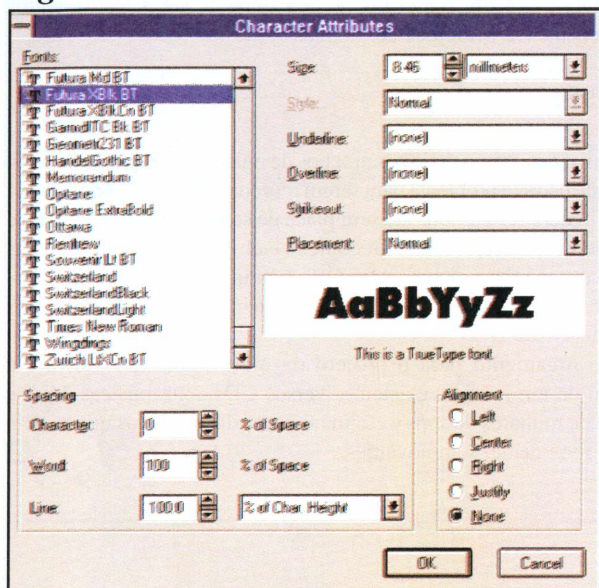 Character Attributes
Fonts:
Futura Md BT
Futura XBlk BT
Futura XBlkCn BT
GarmdITC Bk BT
Geometr231 BT
HandelGothic BT
Memorandum
Optane
Optane ExtraBold
Ottawa
Renfrew
Souvenir Lt BT
Switzerland
SwitzerlandBlack
SwitzerlandLight
Times New Roman
Wingdings
Zurich LtXCn BT
Size: 8.46 millimeters
Style: Normal
Underline: (none)
Overline: (none)
Strikeout: (none)
Placement: Normal
AaBbYyZz
This is a TrueType font.
Spacing
Character: 0 % of Space
Word: 100 % of Space
Line: 100.0 % of Char. Height
Alignment
Left
Center
Right
Justify
None
OK Cancel